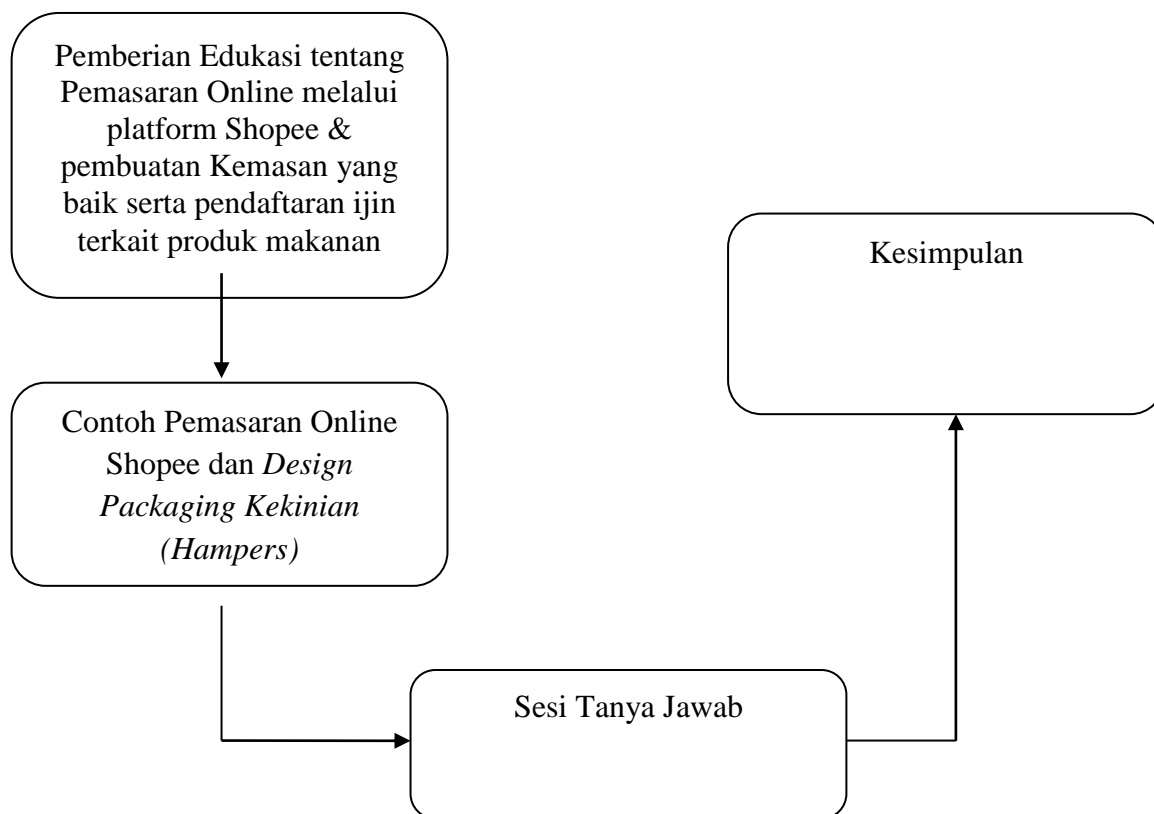 Pemberian Edukasi tentang
Pemasaran Online melalui
platform Shopee &
pembuatan Kemasan yang
baik serta pendaftaran ijin
terkait produk makanan
Contoh Pemasaran Online
Shopee dan Design
Packaging Kekinian
(Hampers)
Sesi Tanya Jawab
Kesimpulan